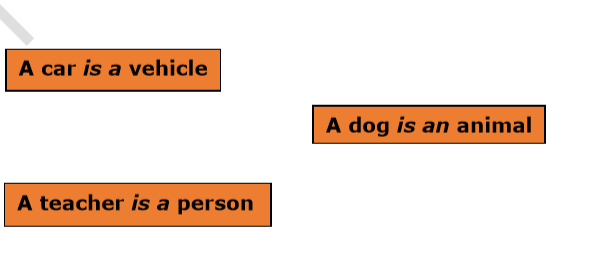 A car is a vehicle
A dog is an animal
A teacher is a person